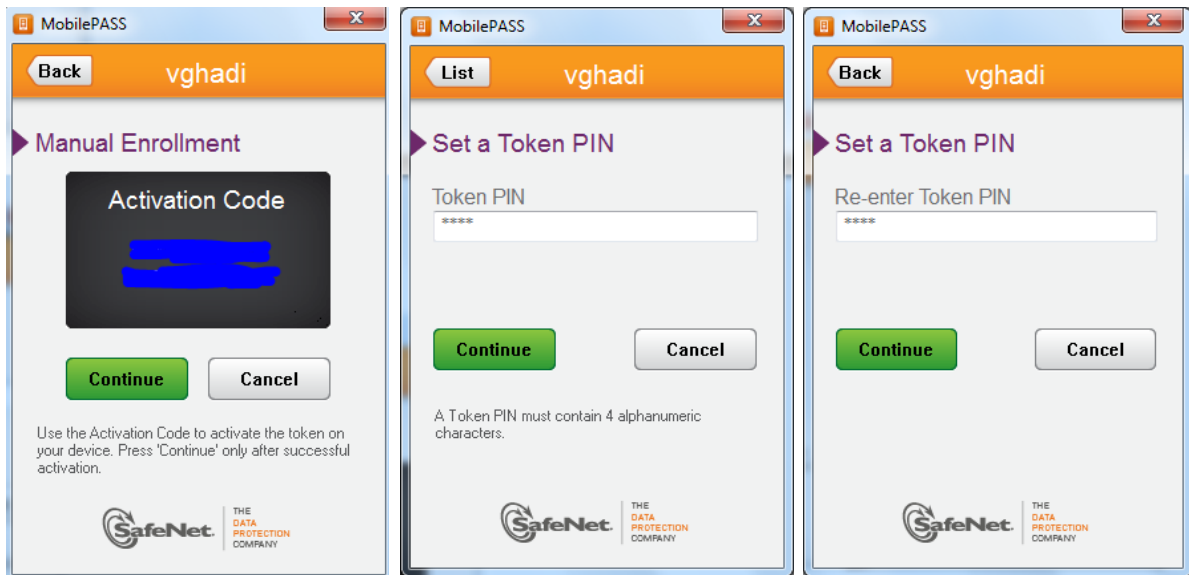 MobilePASS
Back
vghadi
Manual Enrollment
Activation Code
Continue
Cancel
Use the Activation Code to activate the token on
your device. Press 'Continue' only after successful
activation.
SafeNet.
THE
DATA
PROTECTION
COMPANY
MobilePASS
List
vghadi
Set a Token PIN
Token PIN
****
Continue
Cancel
A Token PIN must contain 4 alphanumeric
characters.
SafeNet.
THE
DATA
PROTECTION
COMPANY
MobilePASS
Back
vghadi
Set a Token PIN
Re-enter Token PIN
****
Continue
Cancel
SafeNet.
THE
DATA
PROTECTION
COMPANY